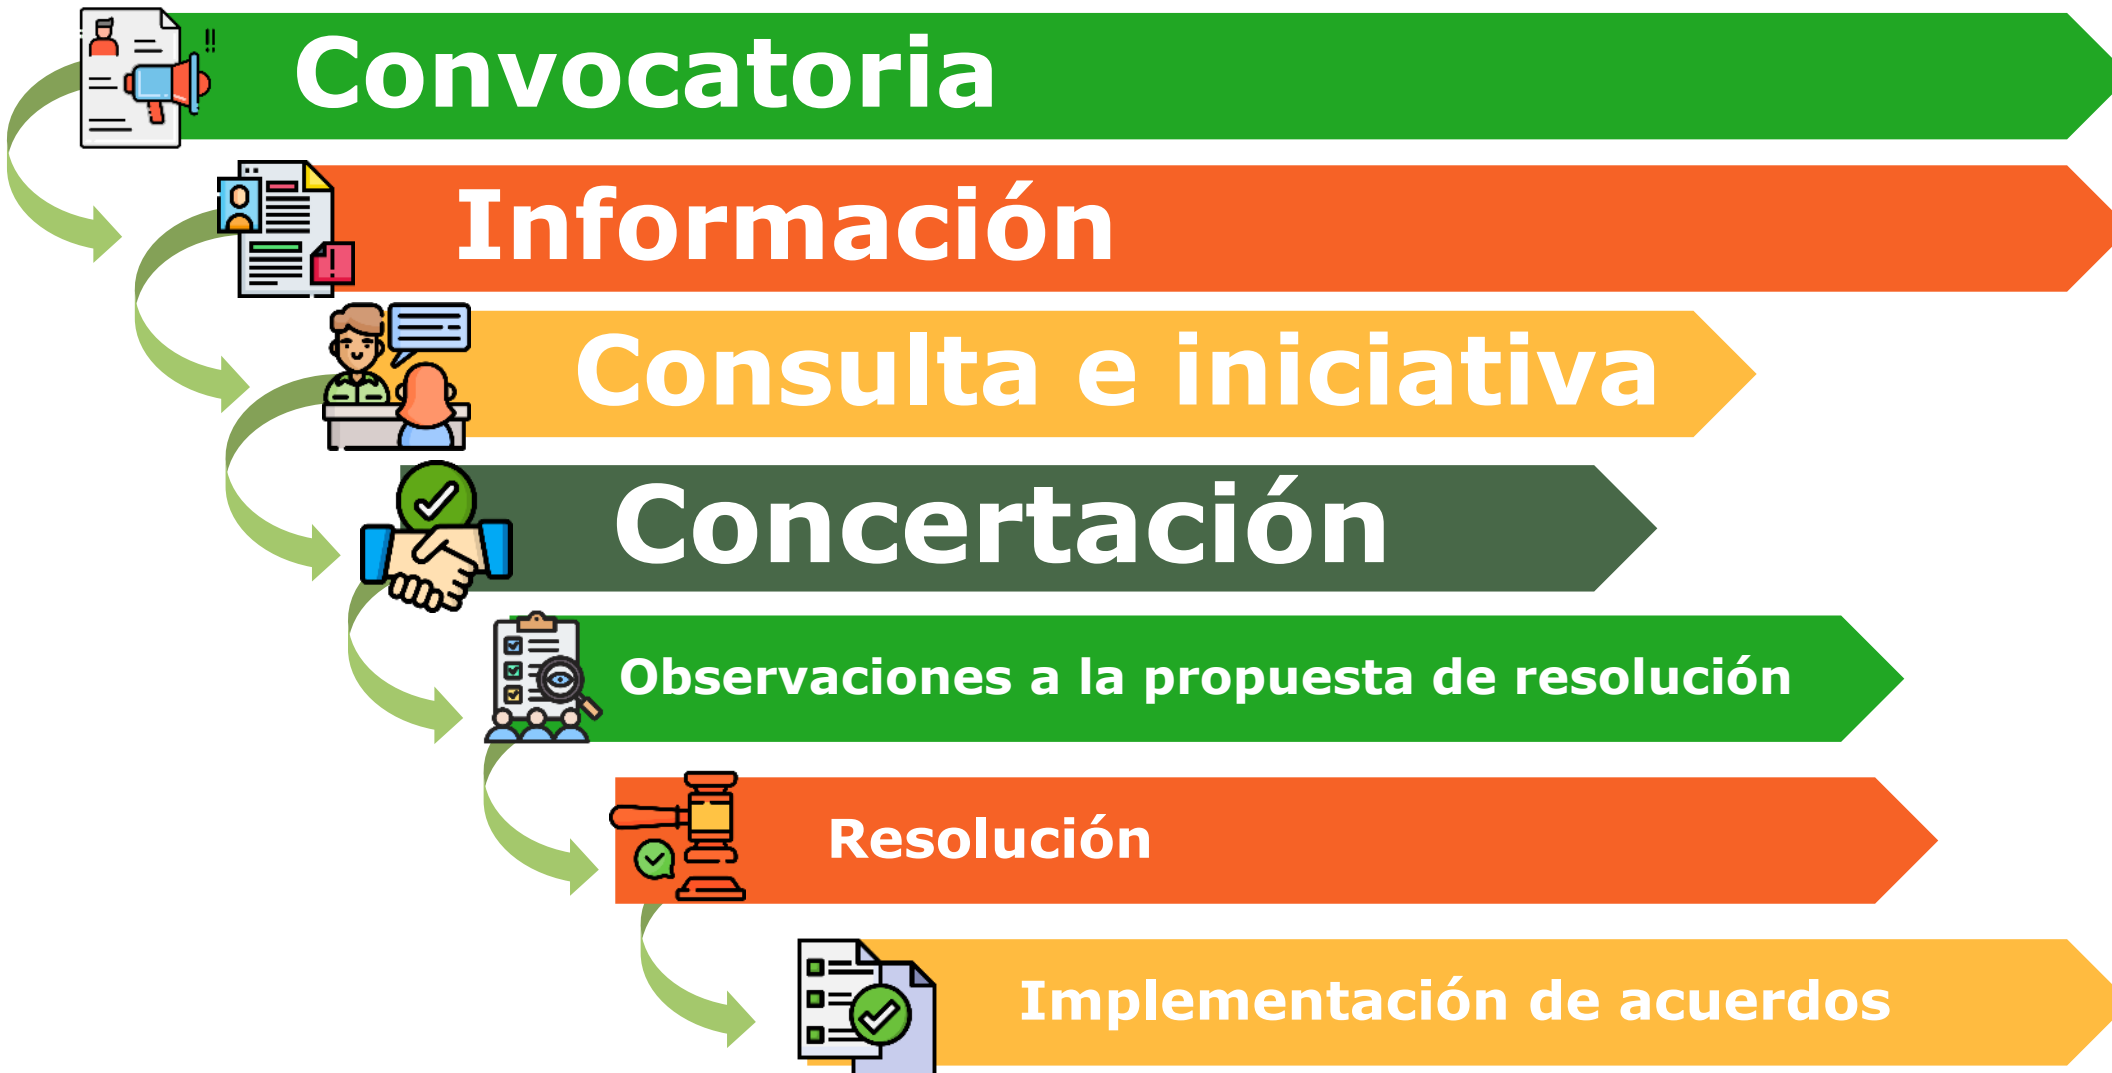 Convocatoria
Información
Consulta e iniciativa
Concertación
Observaciones a la propuesta de resolución
Resolución
Implementación de acuerdos